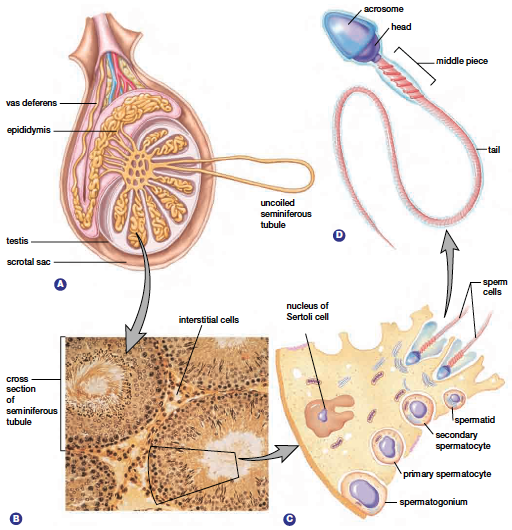 acrosome
head
middle piece
vas deferens
epididymis
tail
uncoiled
seminiferous
tubule
D
testis
scrotal sac
A
sperm
cells
nucleus of
Sertoli cell
interstitial cells
cross
section
of
seminiferous
tubule
spermatid
secondary
spermatocyte
primary spermatocyte
spermatogonium
B
C